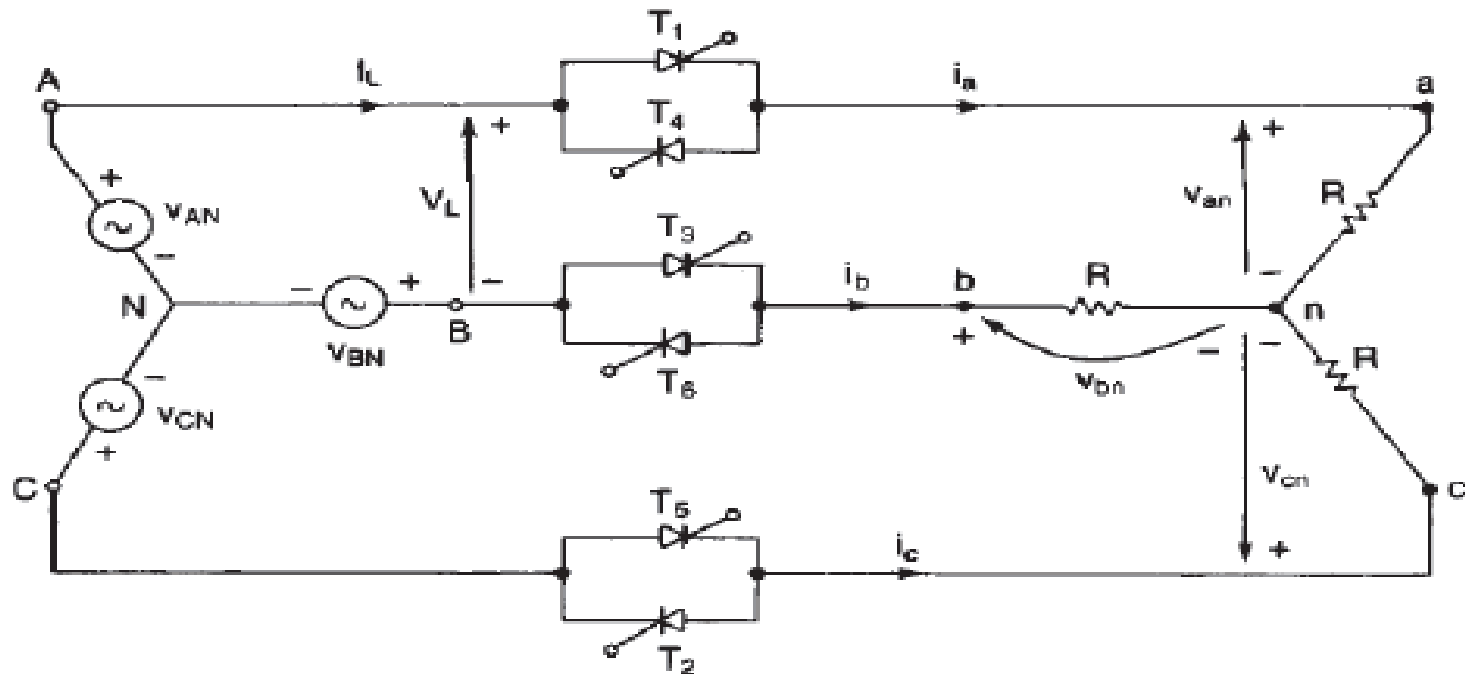 T1
A
IL
ia
a
T4
+
+
+
vAN
VL
van
R
−
T3
−
−
ib
b
R
N
−
+
B
n
vBN
+
−
−
R
−
vbn
T6
vCN
+
C
vcn
c
T5
ic
+
T2